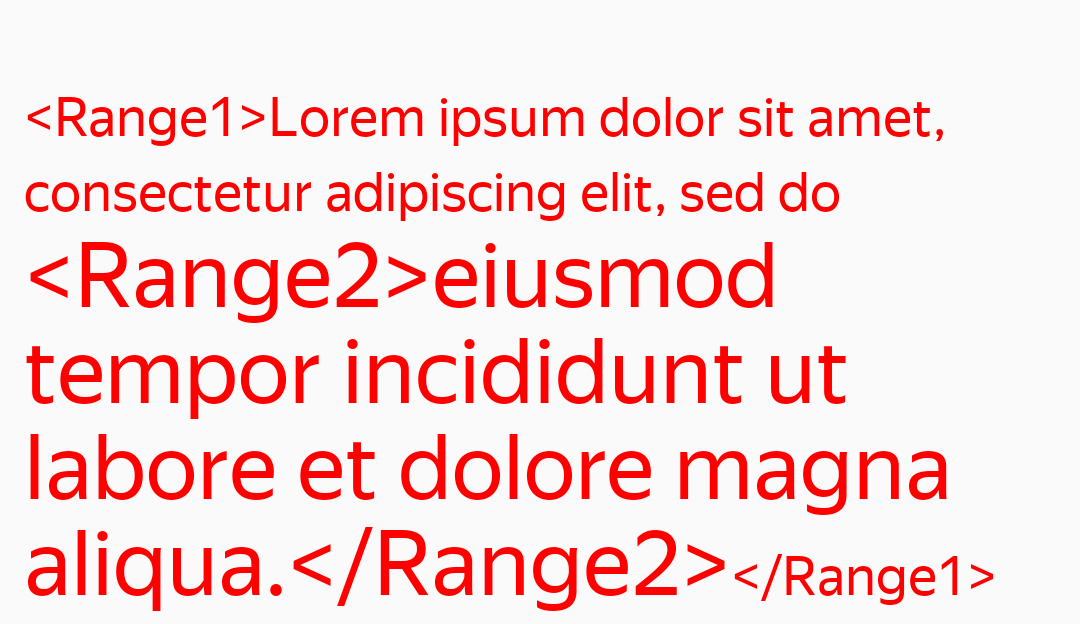 <Range1>Lorem ipsum dolor sit amet,
consectetur adipiscing elit, sed do
<Range2>eiusmod
tempor incididunt ut
labore et dolore magna
aliqua.</Range2></Range1>